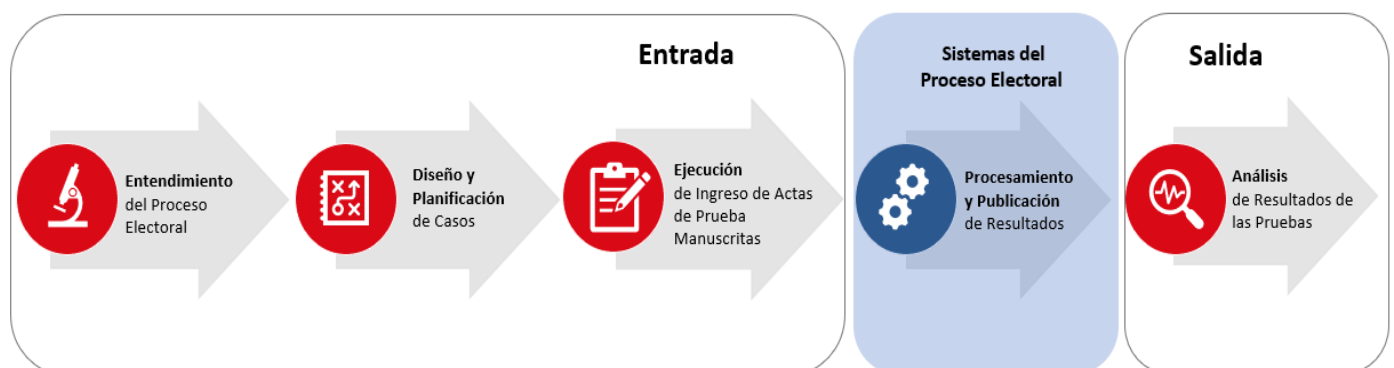 Entrada
Entendimiento
del Proceso
Electoral
Diseño y
Planificación
de Casos
Ejecución
de Ingreso de Actas
de Prueba
Manuscritas
Sistemas del
Proceso Electoral
Procesamiento
y Publicación
de Resultados
Salida
Análisis
de Resultados de
las Pruebas